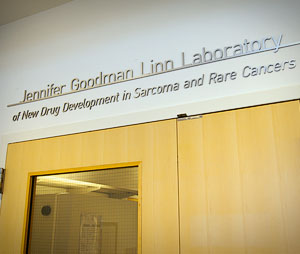 Jennifer Goodman Linn Laboratory
of New Drug Development in Sarcoma and Rare Cancers